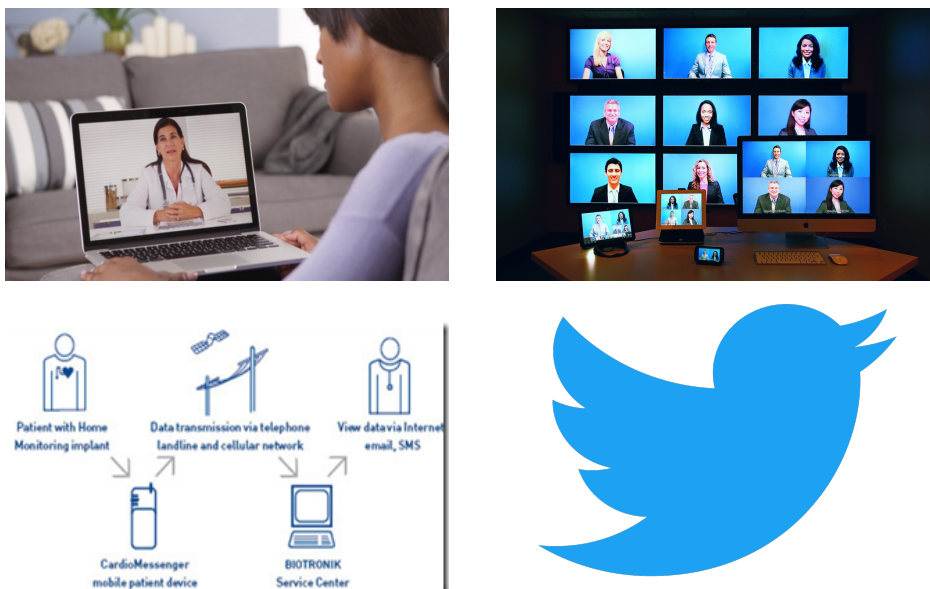 Patient with Home
Monitoring implant
Data transmission via telephone
landline and cellular network
View data via Internet
email, SMS
CardioMessenger
mobile patient device
BIOTRONIK
Service Center